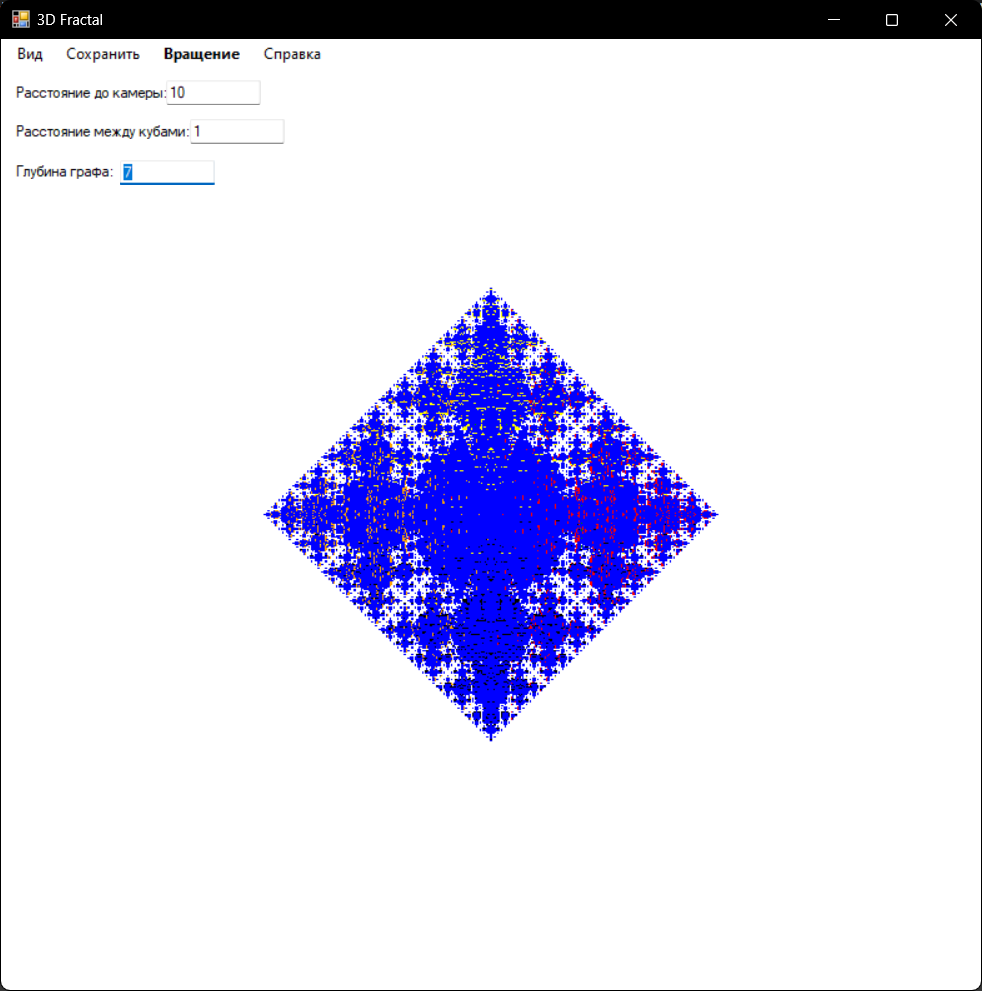 3D Fractal
Вид Сохранить Вращение Справка
Расстояние до камеры: 10
Расстояние между кубами: 1
Глубина графа: 7